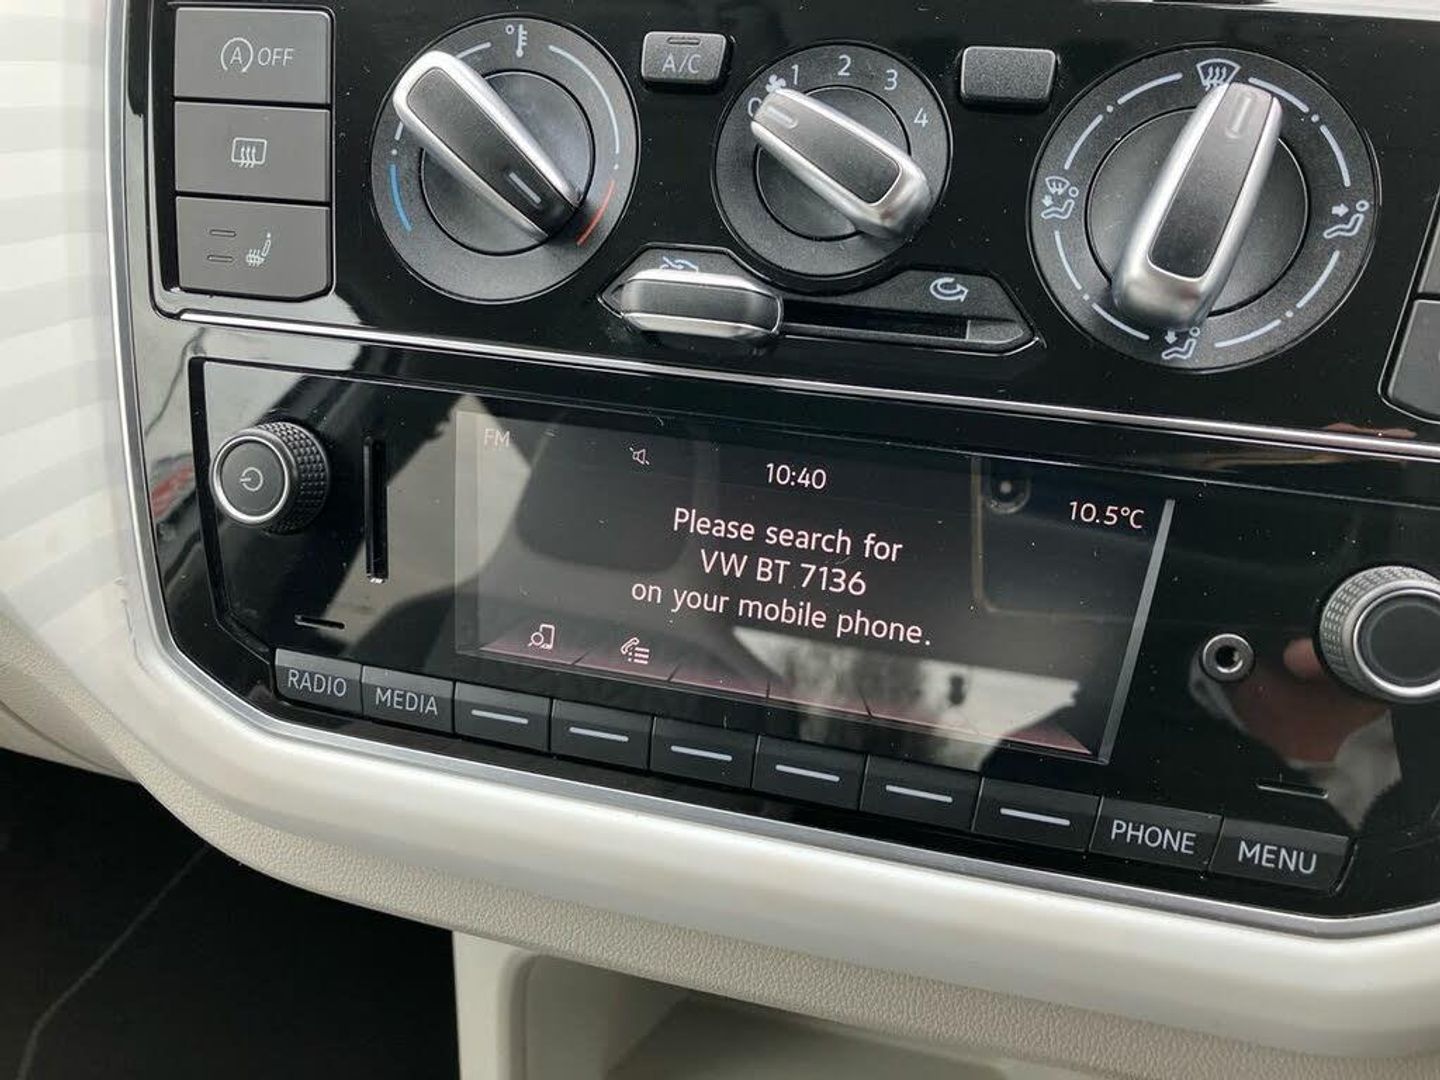 A OFF
A/C
0 1 2 3 4
FM
10:40
10.5°C
Please search for
VW BT 7136
on your mobile phone.
RADIO
MEDIA
PHONE
MENU